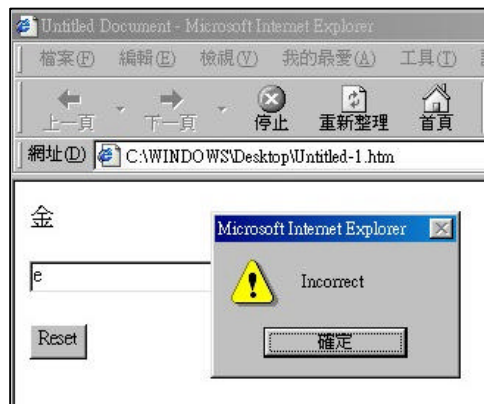 Untitled Document - Microsoft Internet Explorer
檔案(F) 編輯(E) 檢視(V) 我的最愛(A) 工具(T)
上一頁 下一頁 停止 重新整理 首頁
網址(D) C:\WINDOWS\Desktop\Untitled-1.htm
金
Microsoft Internet Explorer
e
Incorrect
Reset
確定